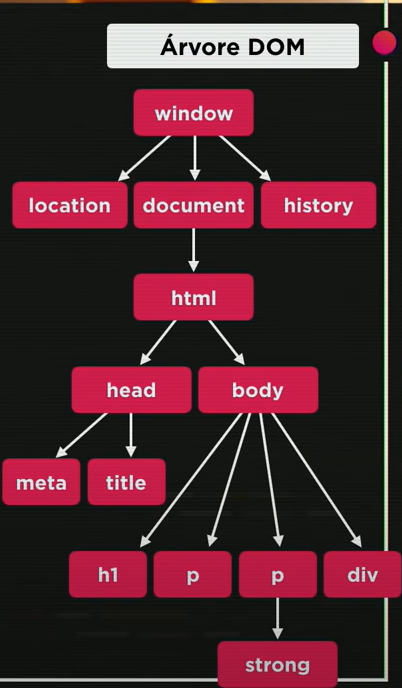 Árvore DOM
window
location document history
html
head body
meta title
h1 p p div
strong